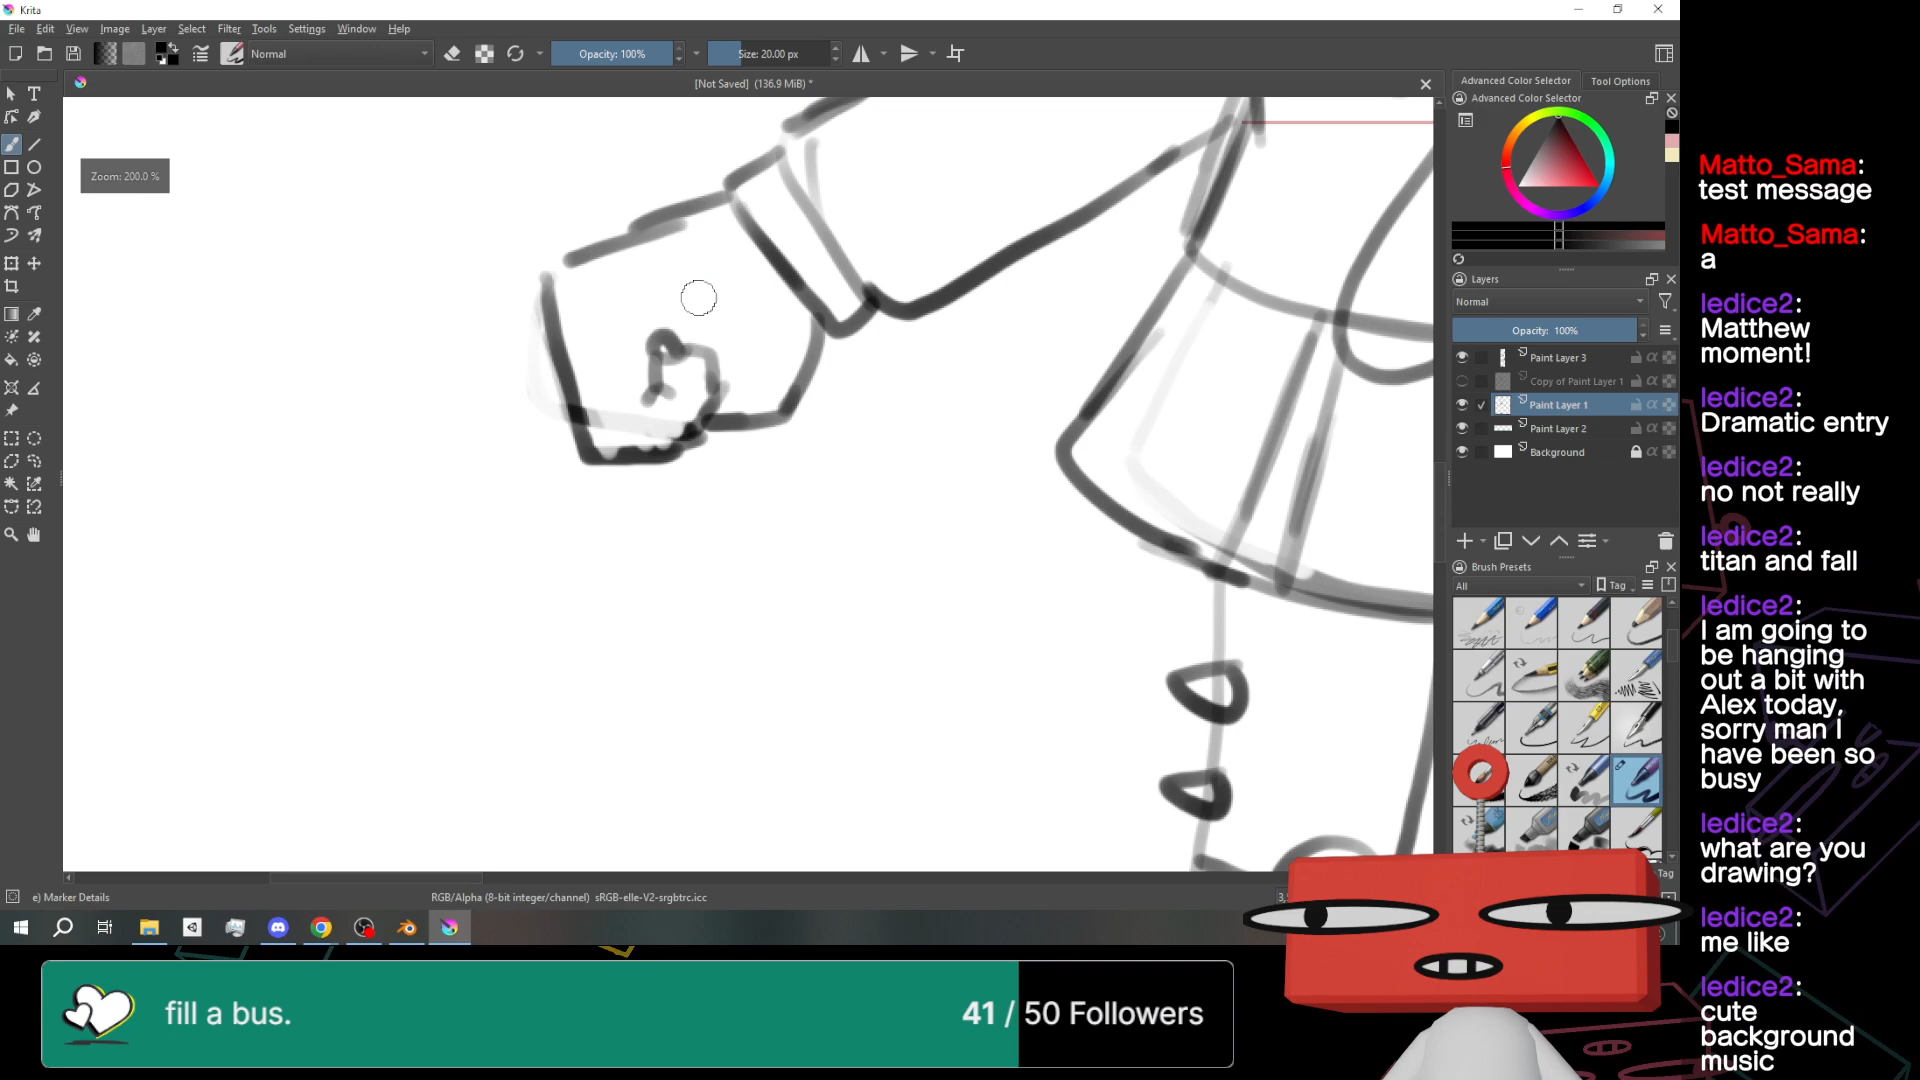 Krita
File Edit View Image Layer Select Filter Tools Settings Window Help
Normal
Opacity: 100%
Size: 20.00 px
[Not Saved] (136.9 MiB) *
Zoom: 200.0 %
Advanced Color Selector
Tool Options
Advanced Color Selector
Layers
Normal
Opacity: 100%
Paint Layer 3
Copy of Paint Layer 1
Paint Layer 1
Paint Layer 2
Background
Brush Presets
All
Tag
Tag
e) Marker Details
RGB/Alpha (8-bit integer/channel) sRGB-elle-V2-srgbtrc.icc
fill a bus.
41 / 50 Followers
Matto_Sama:
test message
Matto_Sama:
a
ledice2:
Matthew
moment!
ledice2:
Dramatic entry
ledice2:
no not really
ledice2:
titan and fall
ledice2:
I am going to
be hanging
out a bit with
Alex today,
sorry man I
have been so
busy
ledice2:
what are you
drawing?
ledice2:
me like
ledice2:
cute
background
music